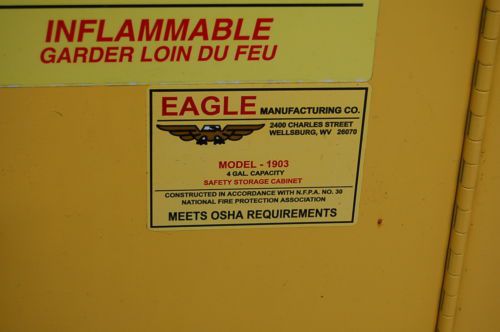 INFLAMMABLE
GARDER LOIN DU FEU
EAGLE MANUFACTURING CO.
2400 CHARLES STREET
WELLSBURG, WV 26070
MODEL - 1903
4 GAL. CAPACITY
SAFETY STORAGE CABINET
CONSTRUCTED IN ACCORDANCE WITH N.F.P.A. NO. 30
NATIONAL FIRE PROTECTION ASSOCIATION
MEETS OSHA REQUIREMENTS